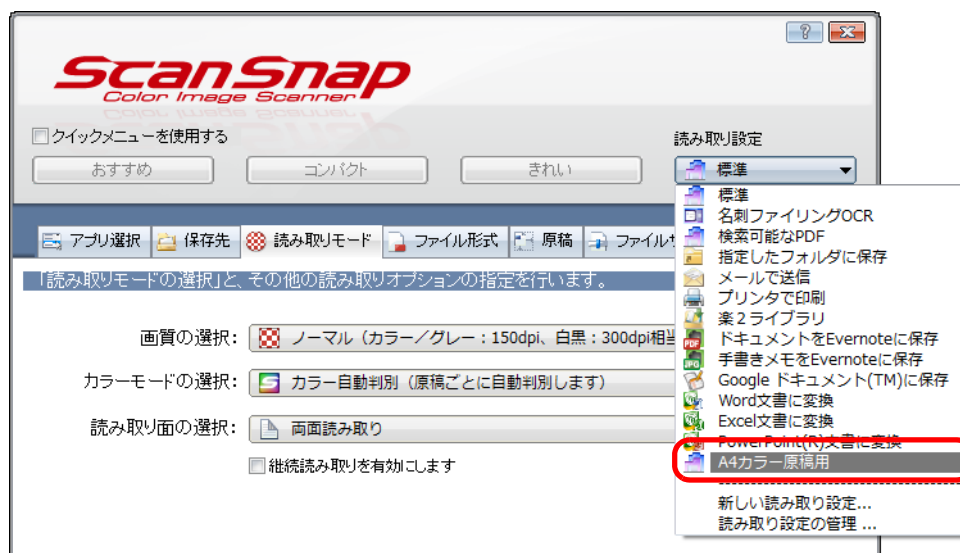 ScanSnap
Color Image Scanner
クイックメニューを使用する
読み取り設定
おすすめ
コンパクト
きれい
標準
標準
名刺ファイリングOCR
検索可能なPDF
指定したフォルダに保存
メールで送信
プリンタで印刷
楽2ライブラリ
ドキュメントをEvernoteに保存
手書きメモをEvernoteに保存
Google ドキュメント(TM)に保存
Word文書に変換
Excel文書に変換
PowerPoint(R)文書に変換
A4カラー原稿用
新しい読み取り設定...
読み取り設定の管理 ...
アプリ選択
保存先
読み取りモード
ファイル形式
原稿
ファイルサ
「読み取りモードの選択」と、その他の読み取りオプションの指定を行います。
画質の選択:
ノーマル（カラー／グレー：150dpi、白黒：300dpi相
カラーモードの選択:
カラー自動判別（原稿ごとに自動判別します）
読み取り面の選択:
両面読み取り
継続読み取りを有効にします